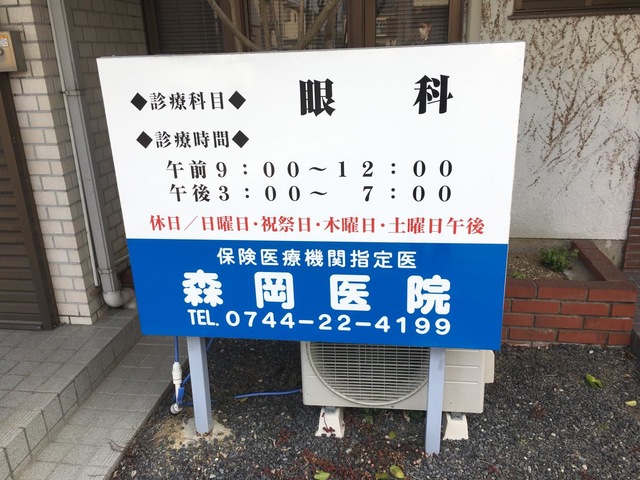 ◆診療科目◆ 眼科
◆診療時間◆
午前9：00～12：00
午後3：00～ 7：00
休日／日曜日・祝祭日・木曜日・土曜日午後
保険医療機関指定医
森岡医院
TEL. 0744-22-4199